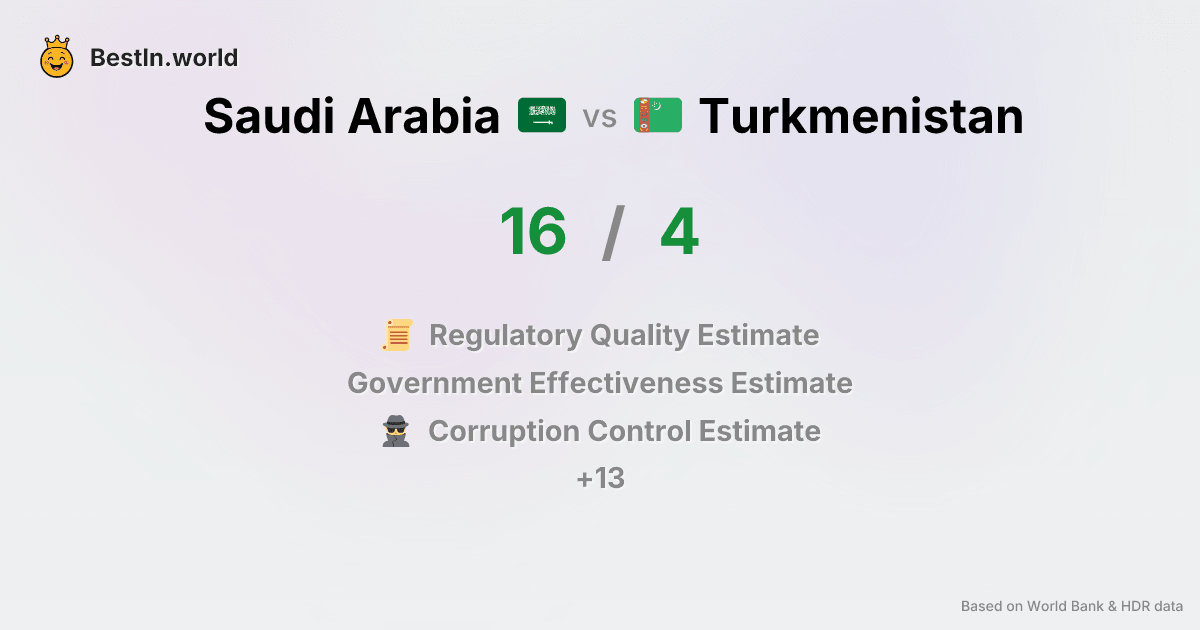 BestIn.world
Saudi Arabia vs Turkmenistan
16 / 4
Regulatory Quality Estimate
Government Effectiveness Estimate
Corruption Control Estimate
+13
Based on World Bank & HDR data